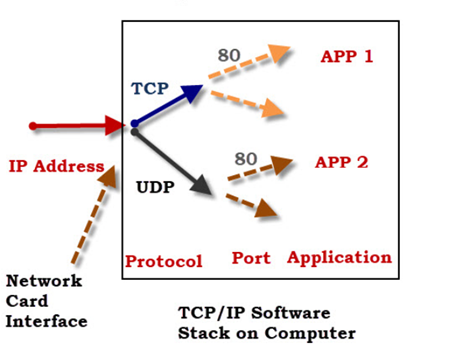 80
APP 1
TCP
IP Address
80
APP 2
UDP
Protocol Port Application
Network
Card
Interface
TCP/IP Software
Stack on Computer